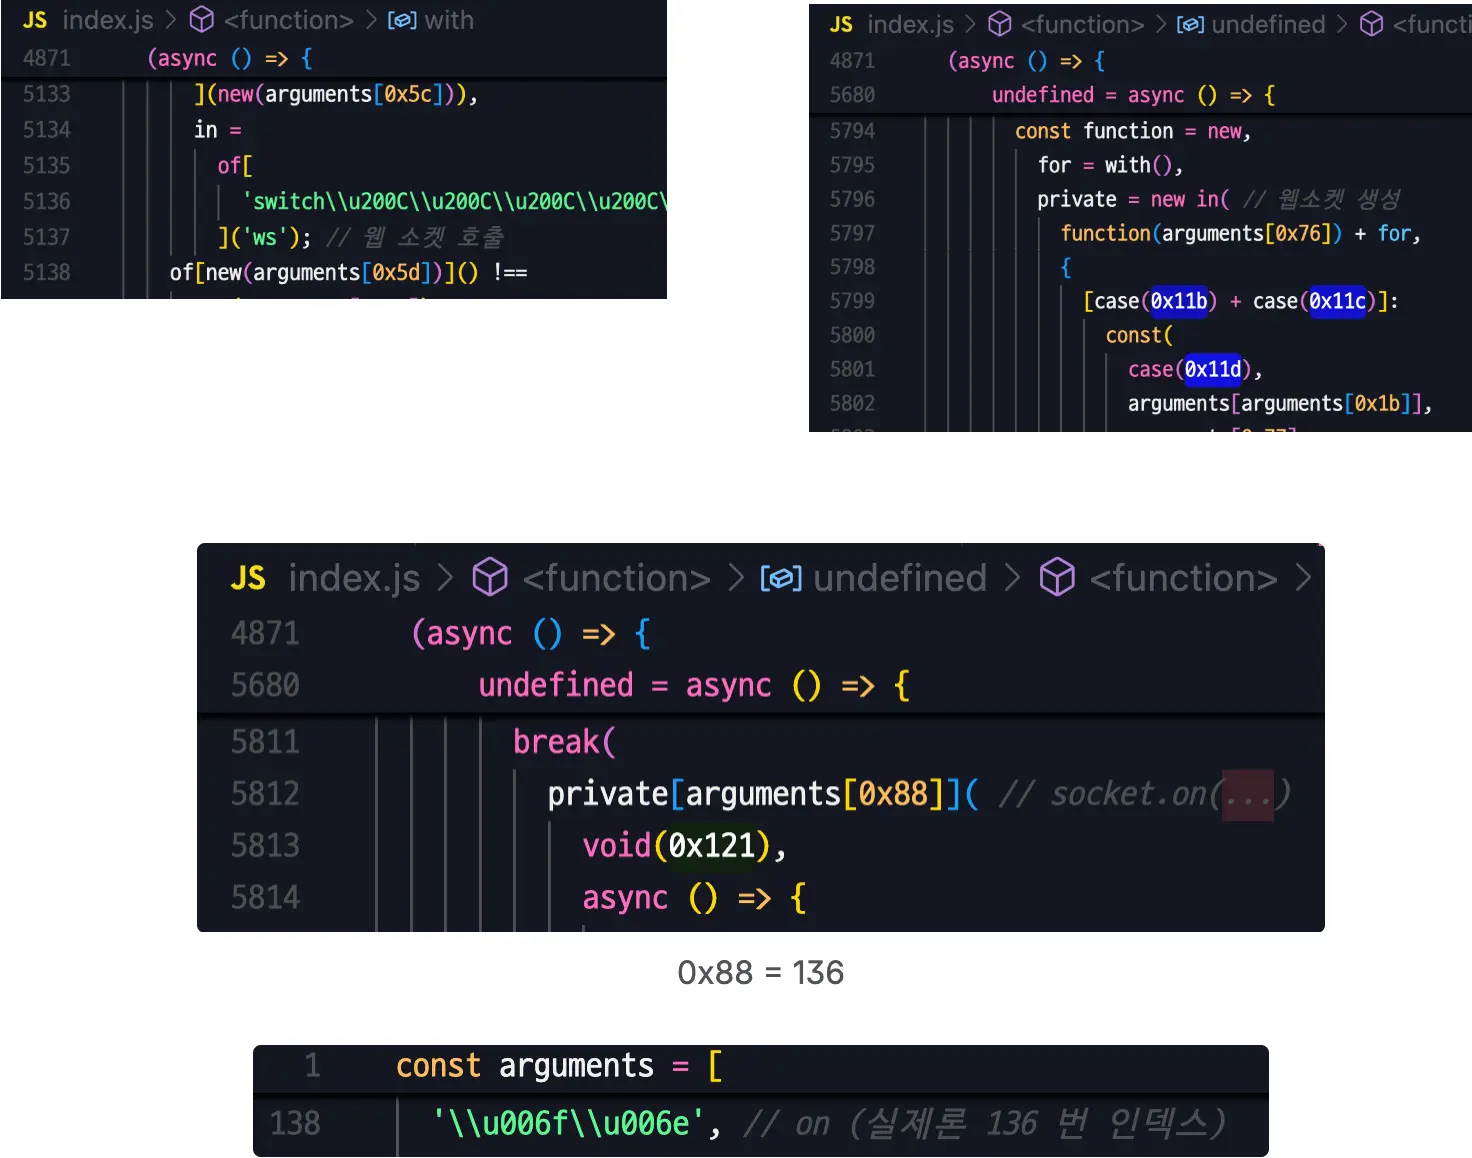 JS index.js > <function> > with
4871 (async () => {
5133 ](new(arguments[0x5c])),
5134 in =
5135 of[
5136 'switch\\u200C\\u200C\\u200C\\u200C\
5137 ]('ws'); // 웹 소켓 호출
5138 of[new(arguments[0x5d])]() !==
JS index.js > <function> > undefined > <functi
4871 (async () => {
5680 undefined = async () => {
5794 const function = new,
5795 for = with(),
5796 private = new in( // 웹소켓 생성
5797 function(arguments[0x76]) + for,
5798 {
5799 [case(0x11b) + case(0x11c)]:
5800 const(
5801 case(0x11d),
5802 arguments[arguments[0x1b]],
JS index.js > <function> > undefined > <function> >
4871 (async () => {
5680 undefined = async () => {
5811 break(
5812 private[arguments[0x88]]( // socket.on(...)
5813 void(0x121),
5814 async () => {
0x88 = 136
1 const arguments = [
138 '\\u006f\\u006e', // on (실제론 136 번 인덱스)